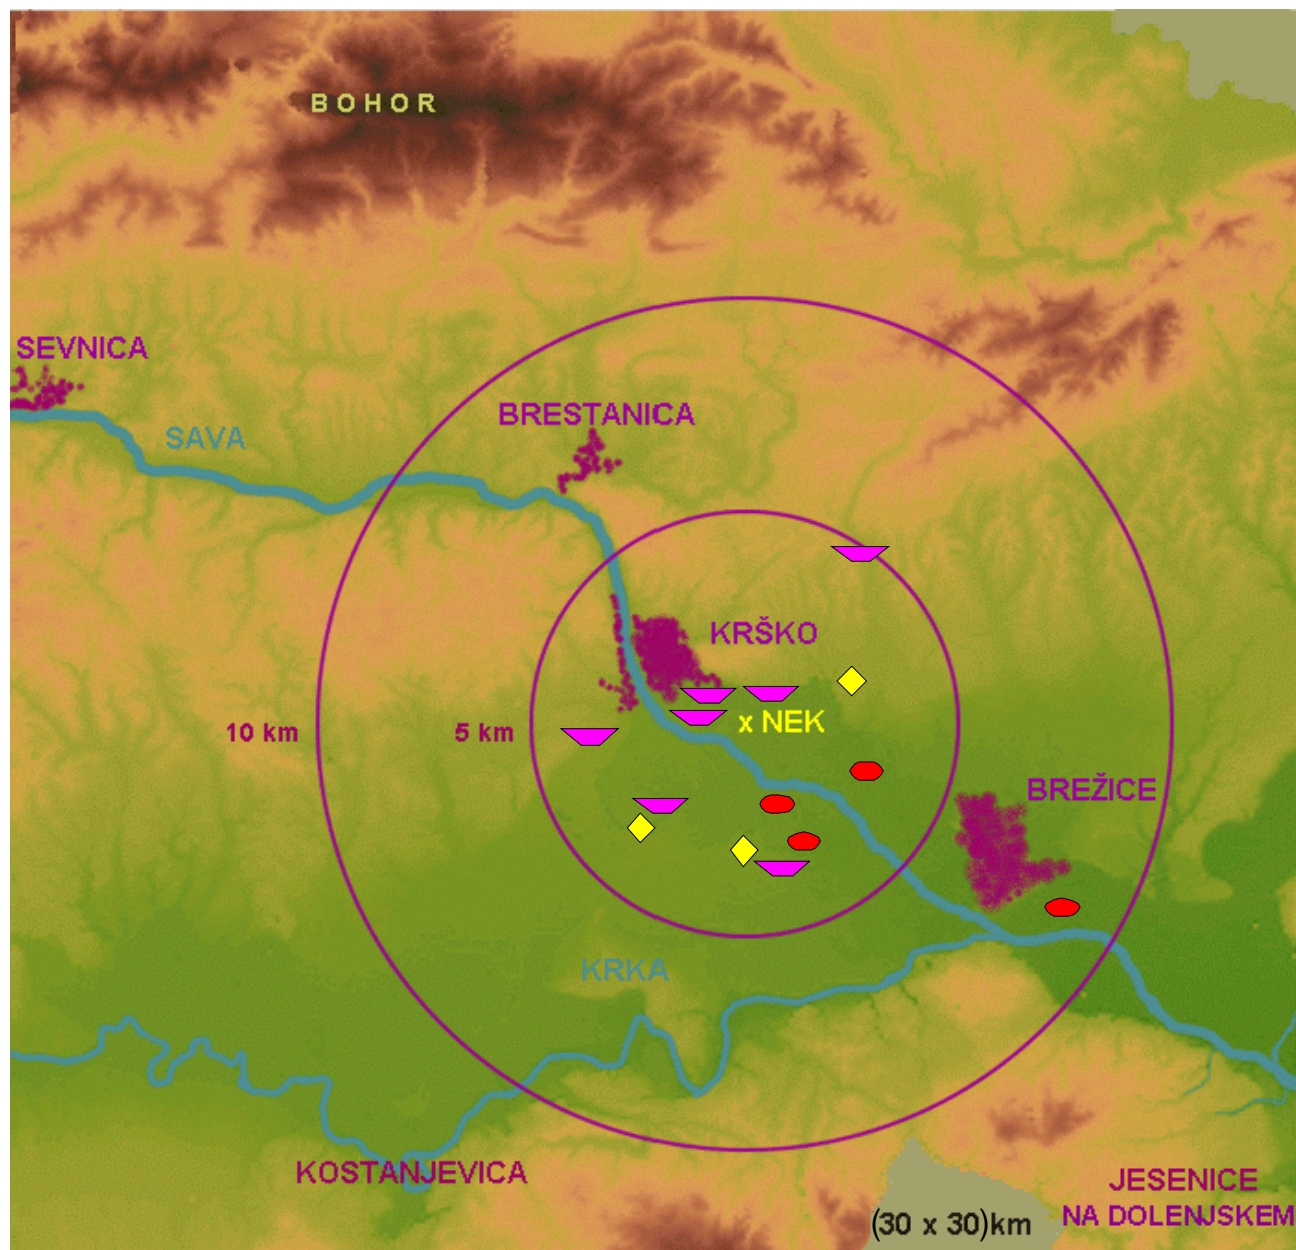 BOHOR
SEVNICA
BRESTANICA
SAVA
KRŠKO
x NEK
10 km
5 km
BREŽICE
KRKA
KOSTANJEVICA
JESENICE
NA DOLENJSKEM
(30 x 30)km